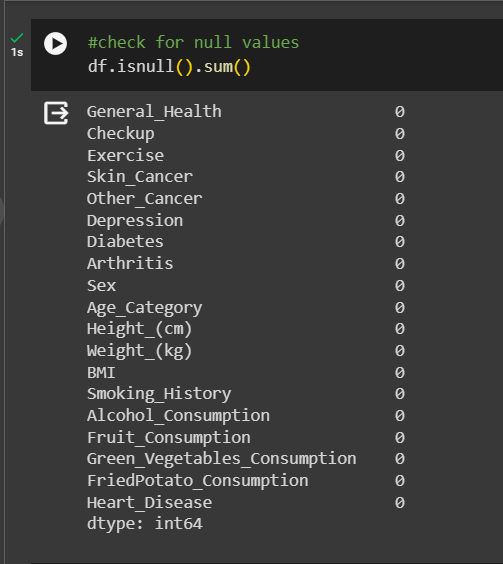 1s
#check for null values
df.isnull().sum()
General_Health 0
Checkup 0
Exercise 0
Skin_Cancer 0
Other_Cancer 0
Depression 0
Diabetes 0
Arthritis 0
Sex 0
Age_Category 0
Height_(cm) 0
Weight_(kg) 0
BMI 0
Smoking_History 0
Alcohol_Consumption 0
Fruit_Consumption 0
Green_Vegetables_Consumption 0
FriedPotato_Consumption 0
Heart_Disease 0
dtype: int64